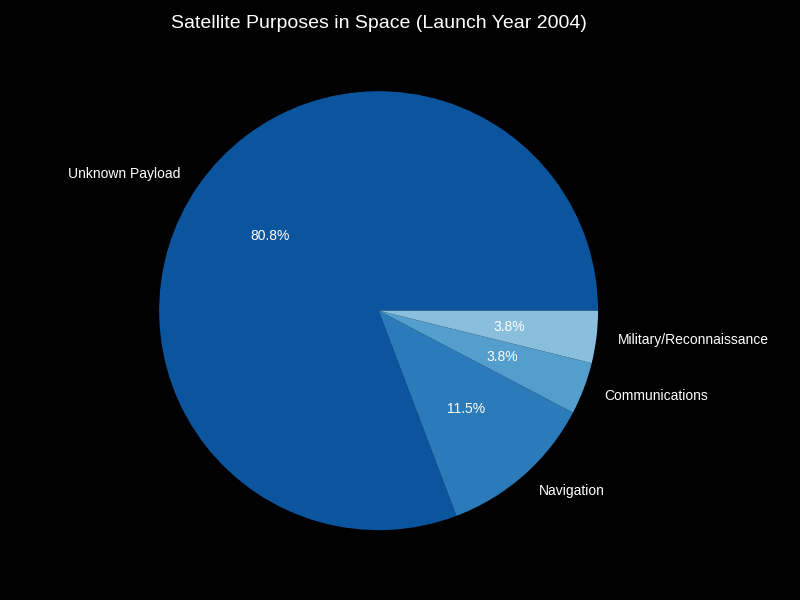 Satellite Purposes in Space (Launch Year 2004)
Unknown Payload
80.8%
3.8%
Military/Reconnaissance
3.8%
Communications
11.5%
Navigation